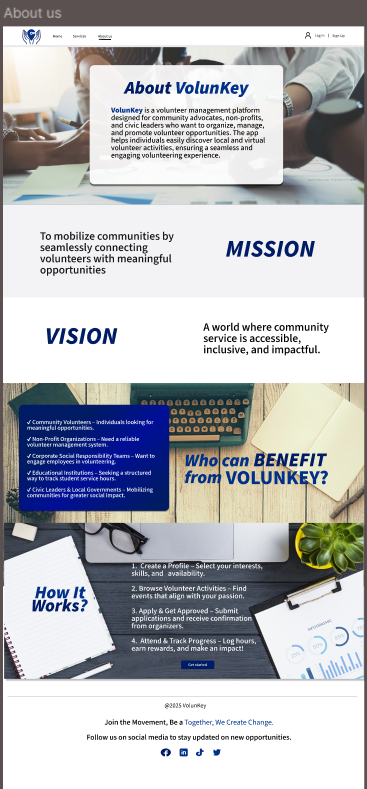 About us
Home Services About us Log In | Sign Up
About VolunKey
VolunKey is a volunteer management platform
designed for community advocates, non-profits,
and civic leaders who want to organize, manage,
and promote volunteer opportunities. The app
helps individuals easily discover local and virtual
volunteer activities, ensuring a seamless and
engaging volunteering experience.
To mobilize communities by
seamlessly connecting
volunteers with meaningful
opportunities
MISSION
VISION
A world where community
service is accessible,
inclusive, and impactful.
✓ Community Volunteers – Individuals looking for
meaningful opportunities.
✓ Non-Profit Organizations – Need a reliable
volunteer management system.
✓ Corporate Social Responsibility Teams – Want to
engage employees in volunteering.
✓ Educational Institutions – Seeking a structured
way to track student service hours.
✓ Civic Leaders & Local Governments – Mobilizing
communities for greater social impact.
Who can BENEFIT
from VOLUNKEY?
How It
Works?
1. Create a Profile – Select your interests,
skills, and availability.
2. Browse Volunteer Activities – Find
events that align with your passion.
3. Apply & Get Approved – Submit
applications and receive confirmation
from organizers.
4. Attend & Track Progress – Log hours,
earn rewards, and make an impact!
Get started
INFOGRAPHIC
@2025 VolunKey
Join the Movement, Be a Together, We Create Change.
Follow us on social media to stay updated on new opportunities.